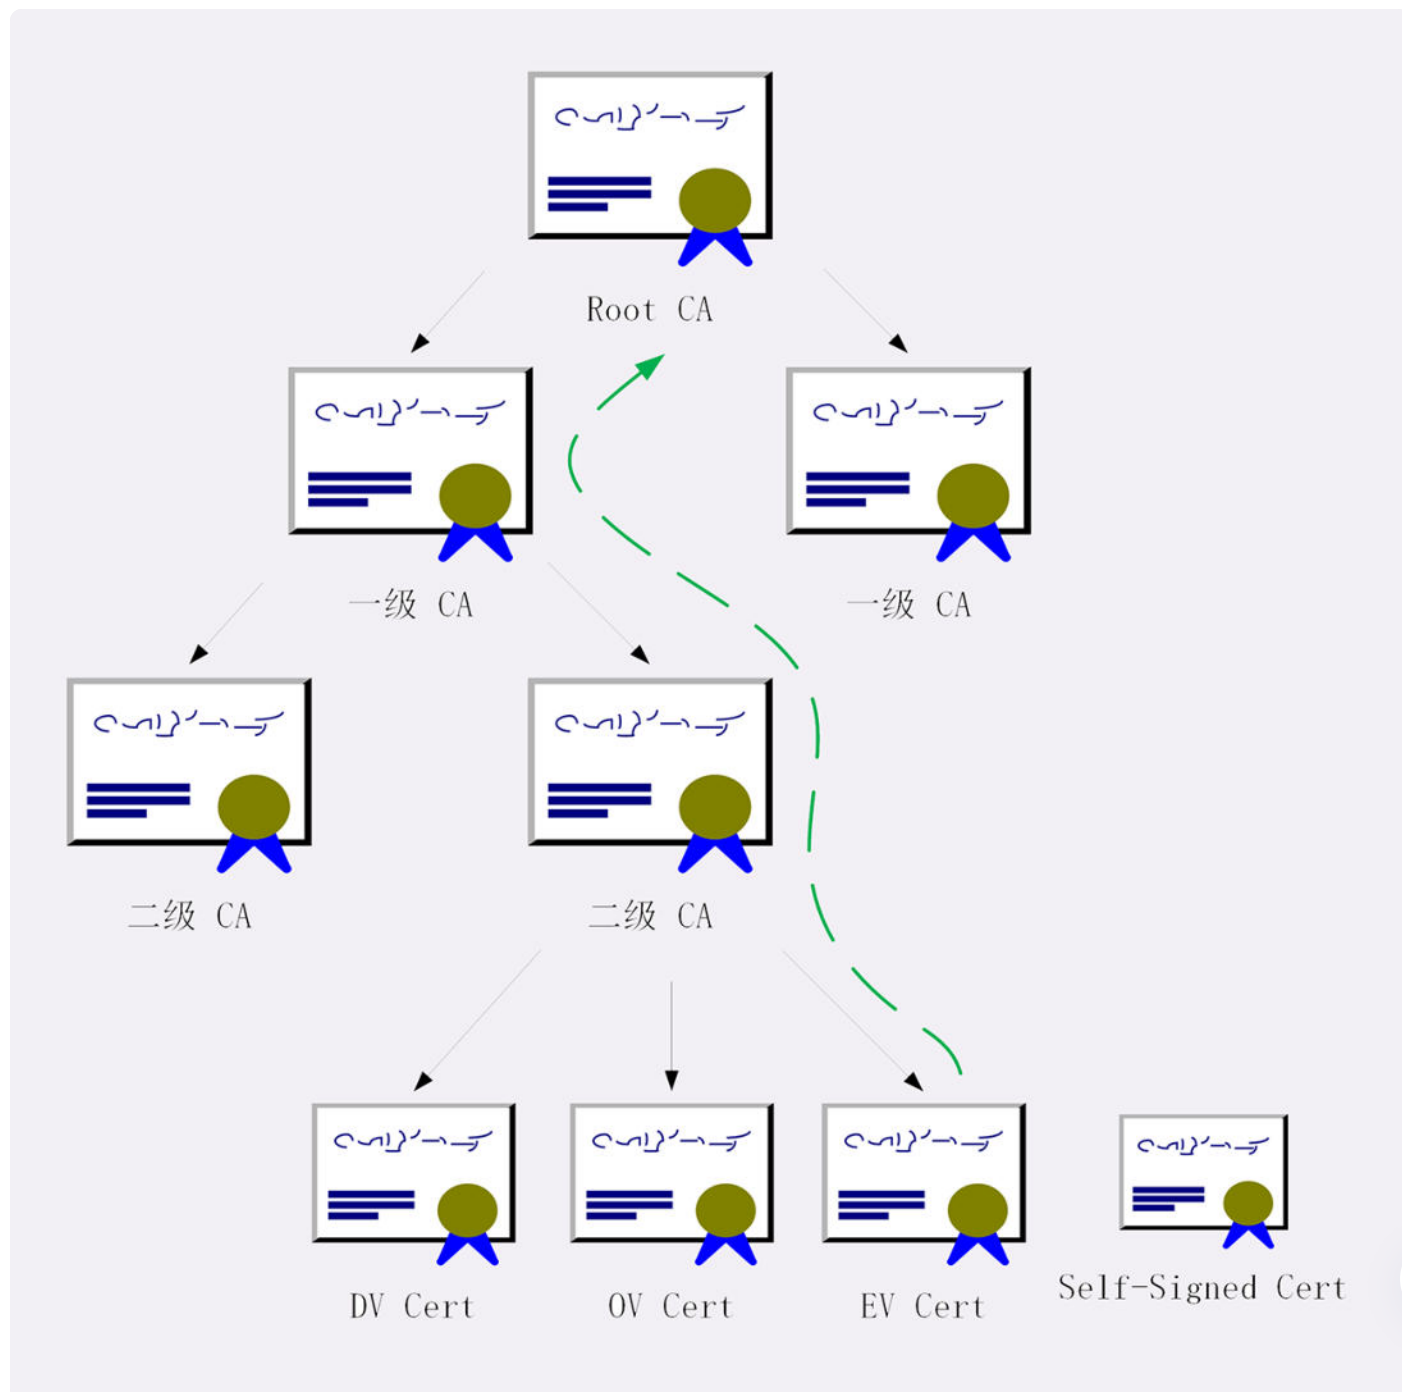 Root CA
一级 CA
一级 CA
二级 CA
二级 CA
DV Cert
OV Cert
EV Cert
Self-Signed Cert